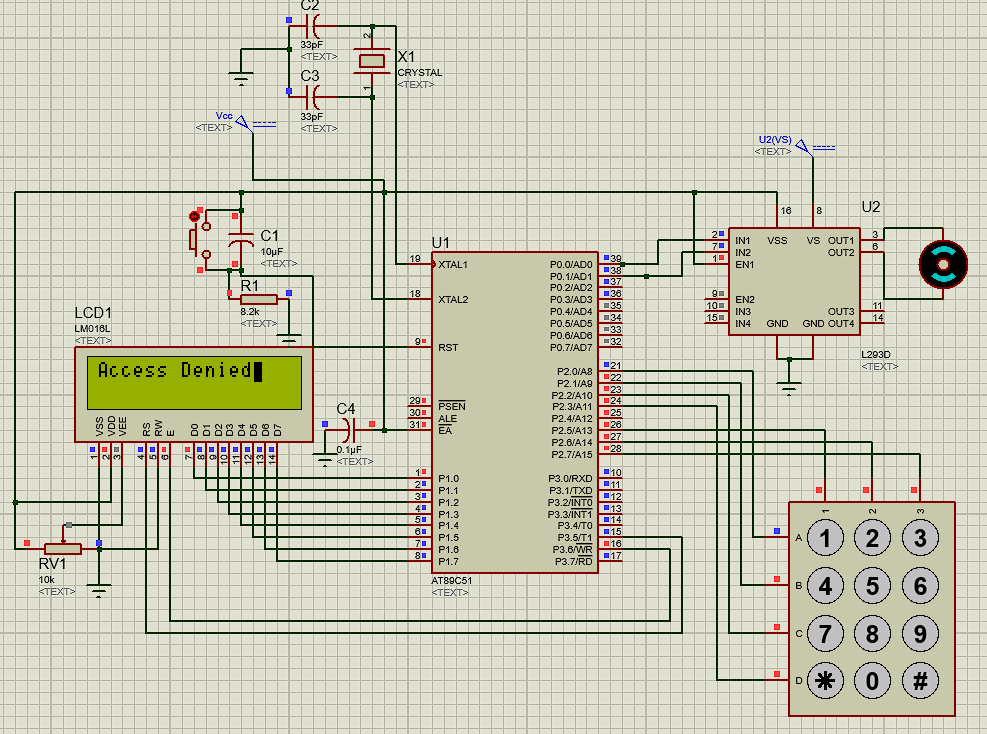 C2
33pF
<TEXT>
2
X1
CRYSTAL
<TEXT>
1
C3
33pF
<TEXT>
Vcc
<TEXT>
U2(VS)
<TEXT>
C1
10µF
<TEXT>
R1
8.2k
<TEXT>
LCD1
LM016L
<TEXT>
Access Denied
VSS VDD VEE RS RW E D0 D1 D2 D3 D4 D5 D6 D7
1 2 3 4 5 6 7 8 9 10 11 12 13 14
RV1
10k
<TEXT>
C4
0.1µF
<TEXT>
U1
19 XTAL1
18 XTAL2
9 RST
29 PSEN
30 ALE
31 EA
1 P1.0
2 P1.1
3 P1.2
4 P1.3
5 P1.4
6 P1.5
7 P1.6
8 P1.7
P0.0/AD0 39
P0.1/AD1 38
P0.2/AD2 37
P0.3/AD3 36
P0.4/AD4 35
P0.5/AD5 34
P0.6/AD6 33
P0.7/AD7 32
P2.0/A8 21
P2.1/A9 22
P2.2/A10 23
P2.3/A11 24
P2.4/A12 25
P2.5/A13 26
P2.6/A14 27
P2.7/A15 28
P3.0/RXD 10
P3.1/TXD 11
P3.2/INT0 12
P3.3/INT1 13
P3.4/T0 14
P3.5/T1 15
P3.6/WR 16
P3.7/RD 17
AT89C51
<TEXT>
U2
16 8
2 IN1 VSS VS OUT1 3
7 IN2 OUT2 6
1 EN1
9 EN2
10 IN3 OUT3 11
15 IN4 GND GND OUT4 14
L293D
<TEXT>
1 2 3
A 1 2 3
B 4 5 6
C 7 8 9
D * 0 #